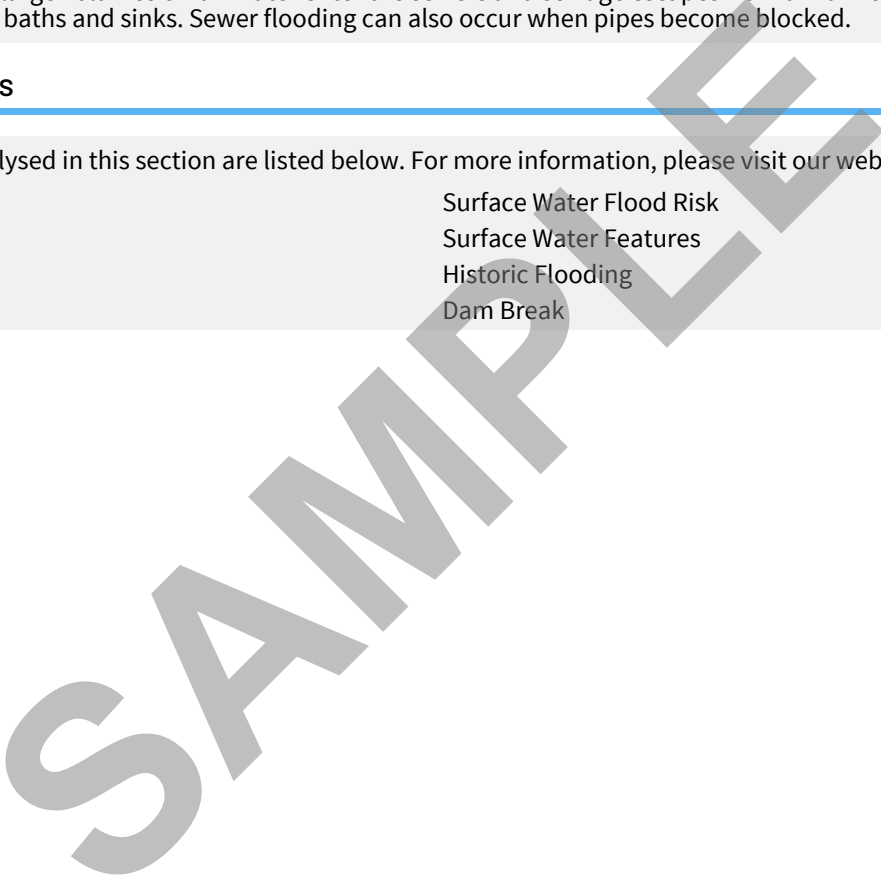 baths and sinks. Sewer flooding can also occur when pipes become blocked.
s
lysed in this section are listed below. For more information, please visit our web
Surface Water Flood Risk
Surface Water Features
Historic Flooding
Dam Break
SAMPLE